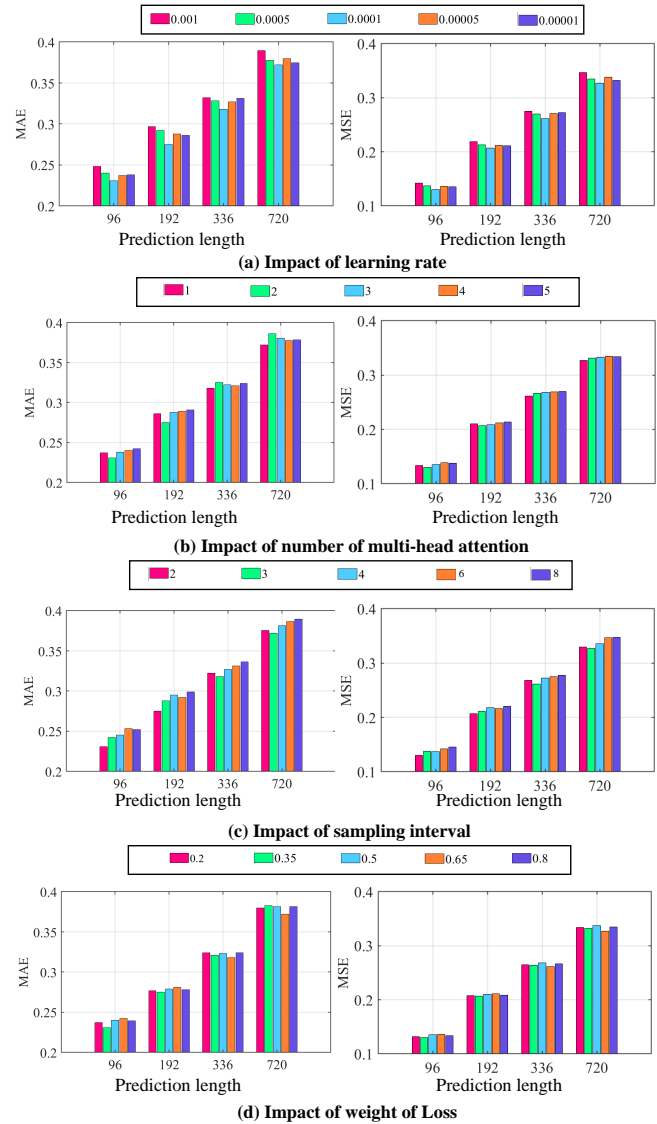 0.001 0.0005 0.0001 0.00005 0.00001
0.4
0.35
0.3
0.25
0.2
MAE
96 192 336 720
Prediction length
0.4
0.3
0.2
0.1
MSE
96 192 336 720
Prediction length
(a) Impact of learning rate
1 2 3 4 5
0.4
0.35
0.3
0.25
0.2
MAE
96 192 336 720
Prediction length
0.4
0.3
0.2
0.1
MSE
96 192 336 720
Prediction length
(b) Impact of number of multi-head attention
2 3 4 6 8
0.4
0.35
0.3
0.25
0.2
MAE
96 192 336 720
Prediction length
0.4
0.3
0.2
0.1
MSE
96 192 336 720
Prediction length
(c) Impact of sampling interval
0.2 0.35 0.5 0.65 0.8
0.4
0.35
0.3
0.25
0.2
MAE
96 192 336 720
Prediction length
0.4
0.3
0.2
0.1
MSE
96 192 336 720
Prediction length
(d) Impact of weight of Loss